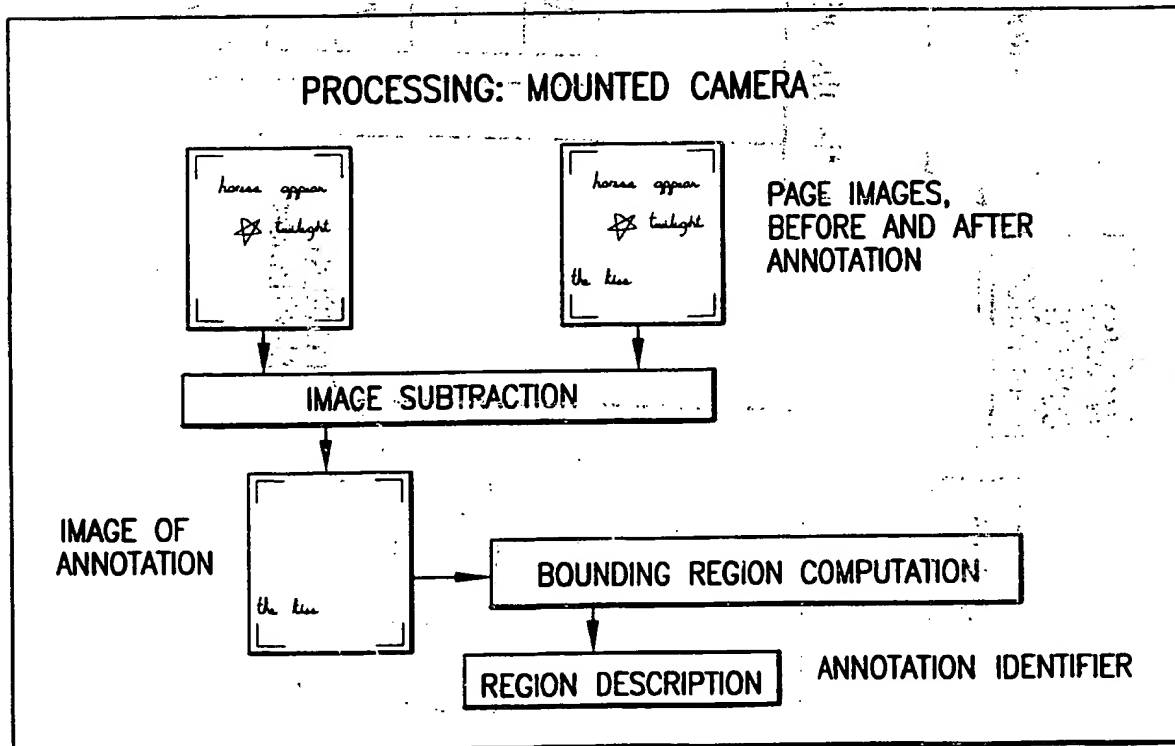 PROCESSING: MOUNTED CAMERA
horses appear
twilight
horses appear
twilight
the kiss
PAGE IMAGES,
BEFORE AND AFTER
ANNOTATION
IMAGE SUBTRACTION
IMAGE OF
ANNOTATION
the kiss
BOUNDING REGION COMPUTATION
REGION DESCRIPTION
ANNOTATION IDENTIFIER